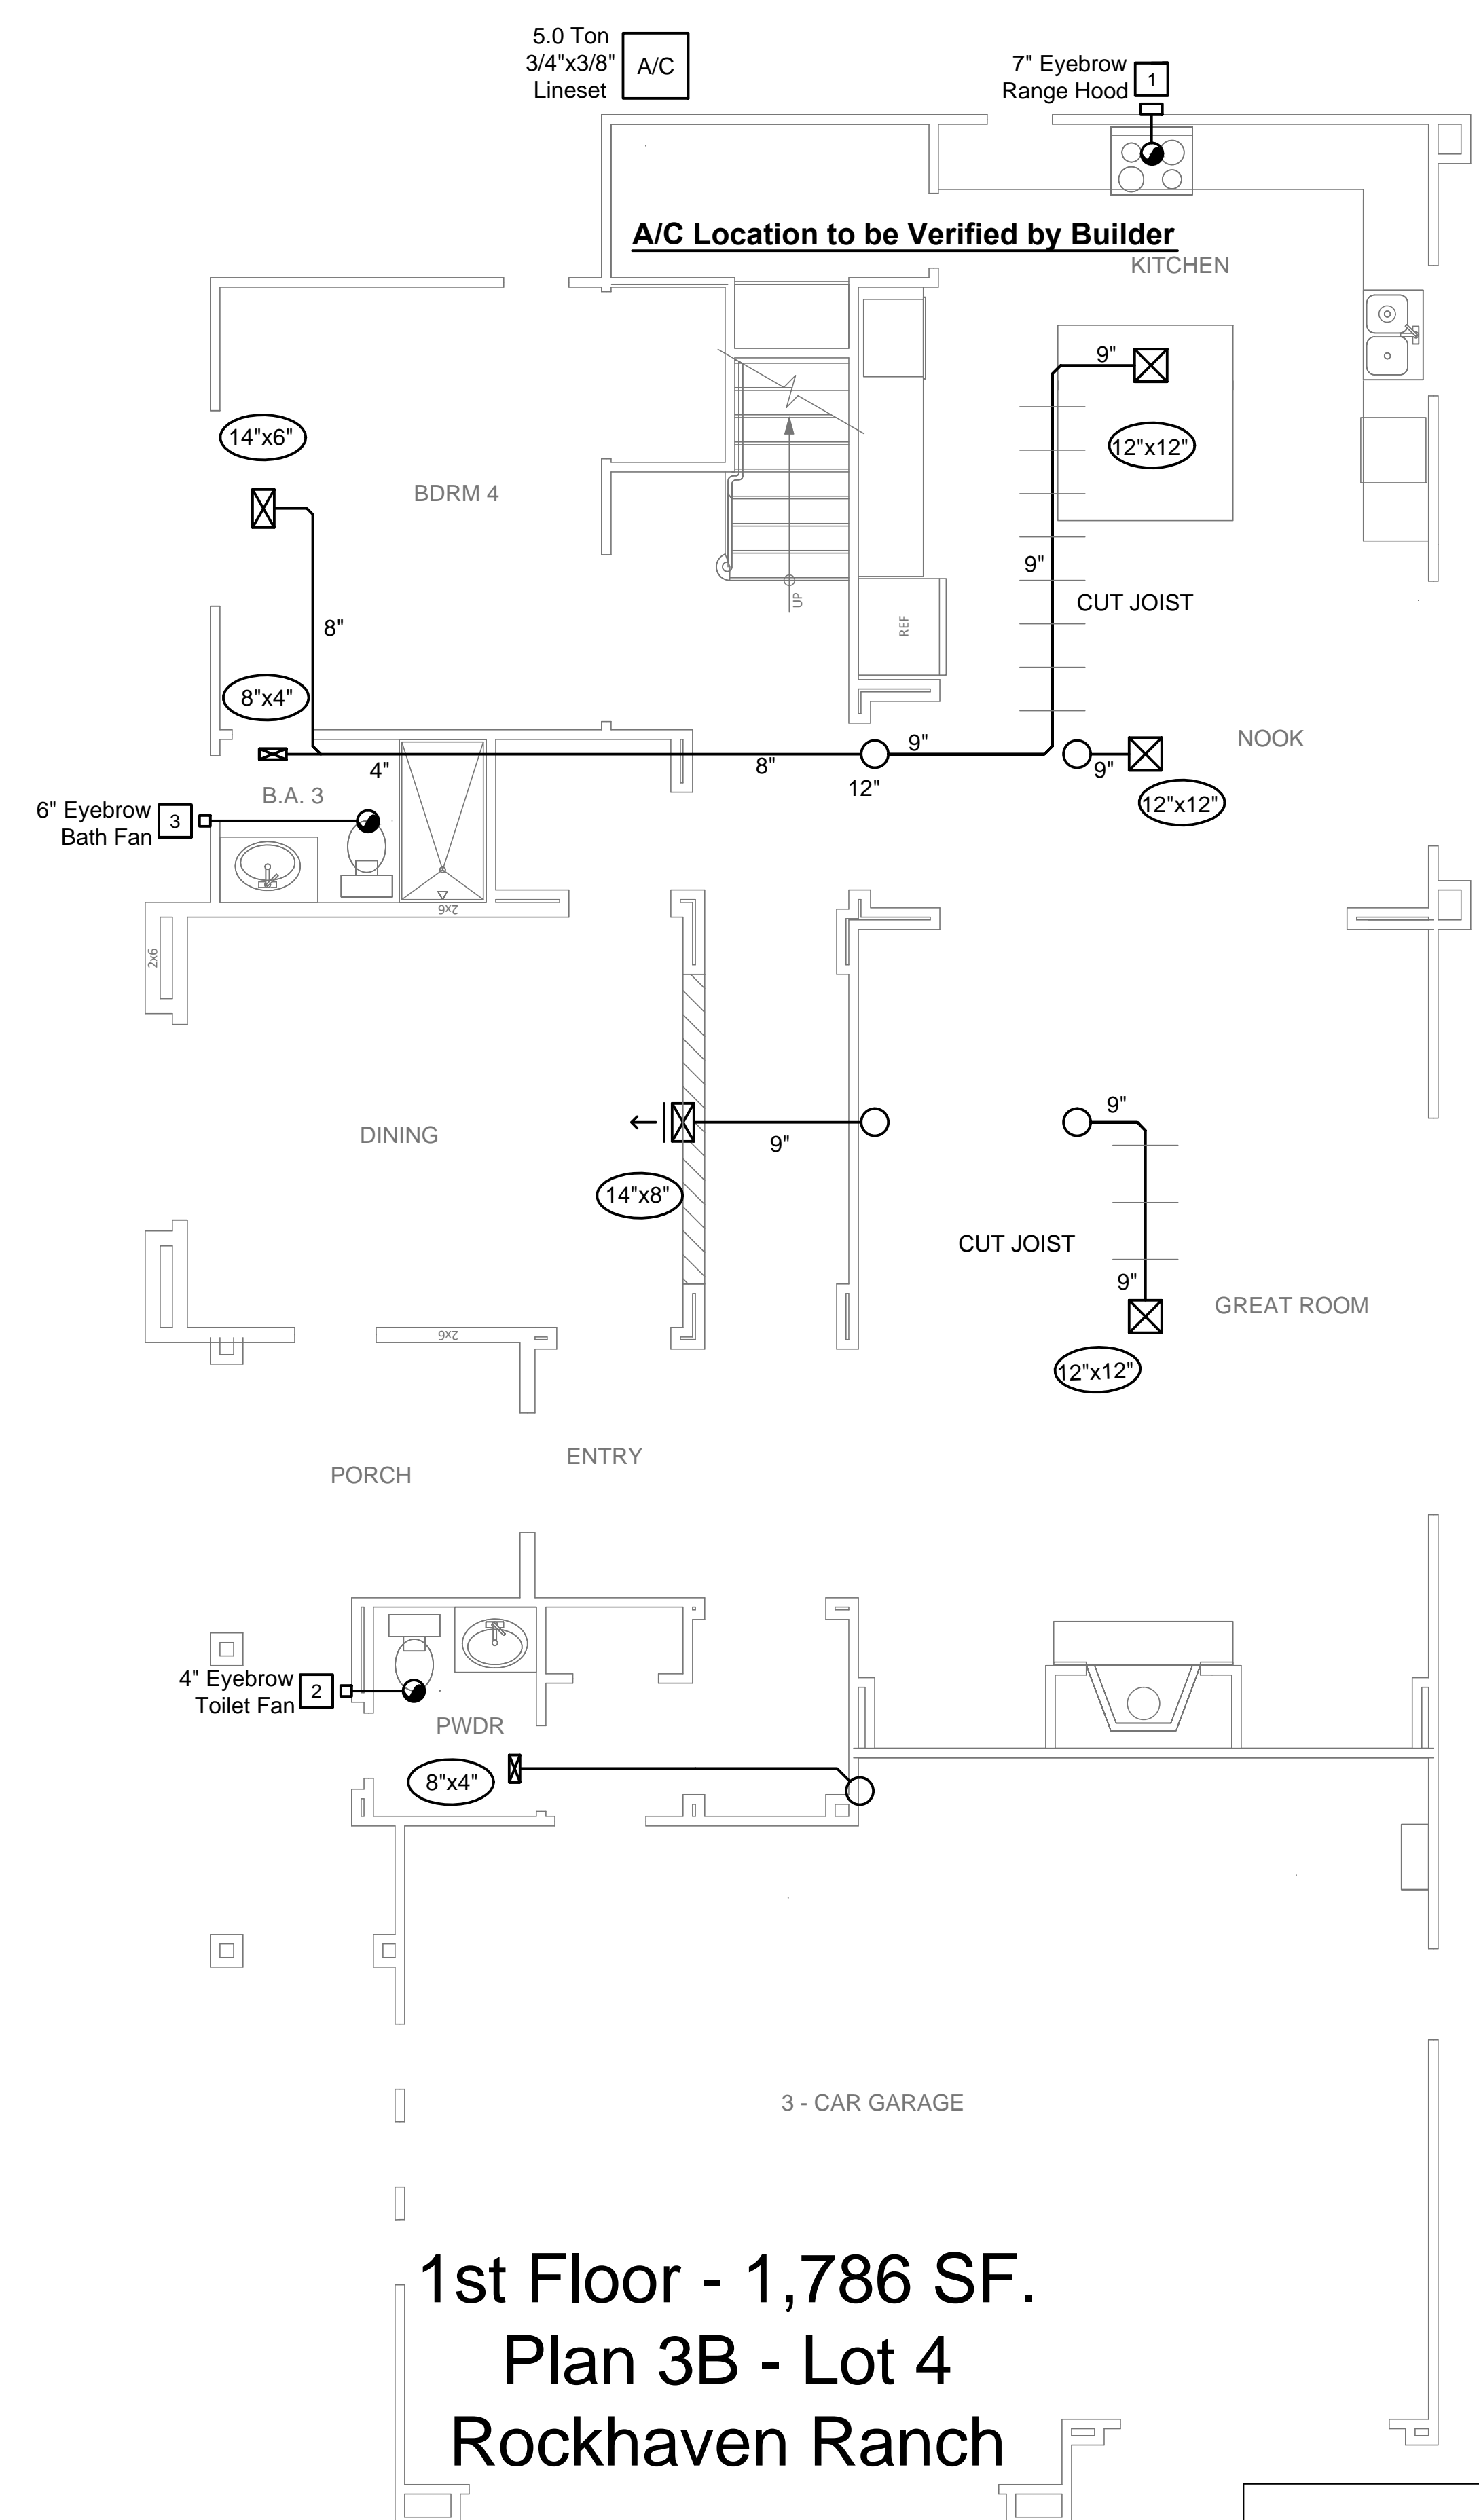 5.0 Ton
3/4"x3/8"
Lineset
A/C
7" Eyebrow
Range Hood
1
A/C Location to be Verified by Builder
KITCHEN
9"
14"x6"
12"x12"
BDRM 4
9"
CUT JOIST
UP
REF
8"
8"x4"
NOOK
9"
4"
8"
9"
12"
12"x12"
B.A. 3
6" Eyebrow
Bath Fan
3
2x6
2x6
9"
DINING
9"
14"x8"
CUT JOIST
9"
GREAT ROOM
2x6
12"x12"
ENTRY
PORCH
4" Eyebrow
Toilet Fan
2
PWDR
8"x4"
3 - CAR GARAGE
1st Floor - 1,786 SF.
Plan 3B - Lot 4
Rockhaven Ranch